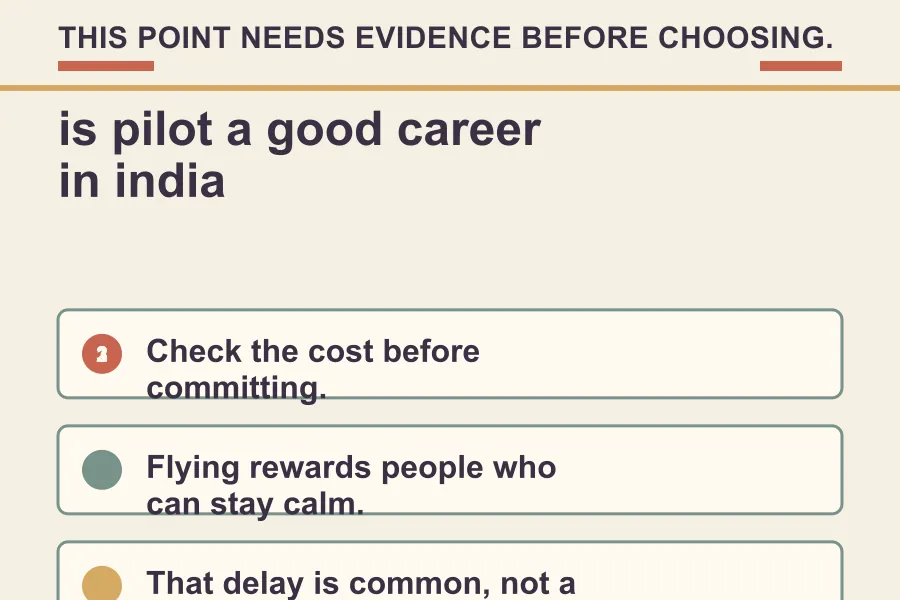 THIS POINT NEEDS EVIDENCE BEFORE CHOOSING.
is pilot a good career
in india
Check the cost before
committing.
Flying rewards people who
can stay calm.
That delay is common, not a